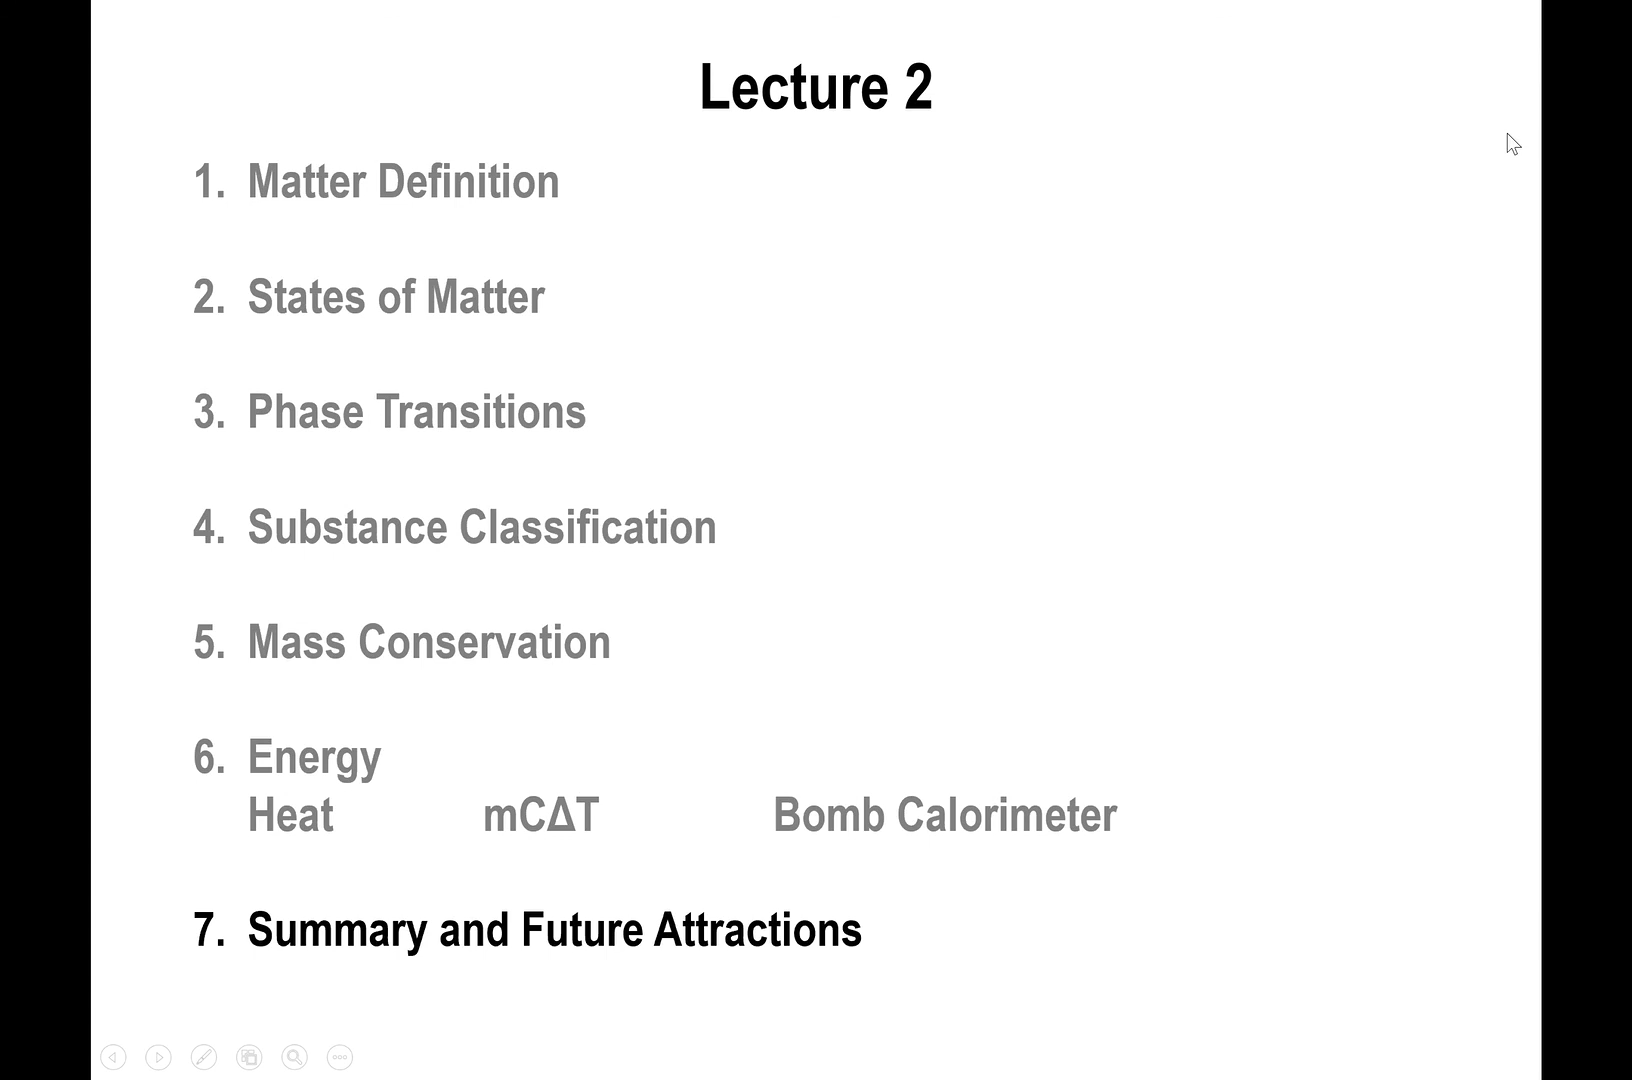 Lecture 2
1. Matter Definition
2. States of Matter
3. Phase Transitions
4. Substance Classification
5. Mass Conservation
6. Energy
Heat mCΔT Bomb Calorimeter
7. Summary and Future Attractions